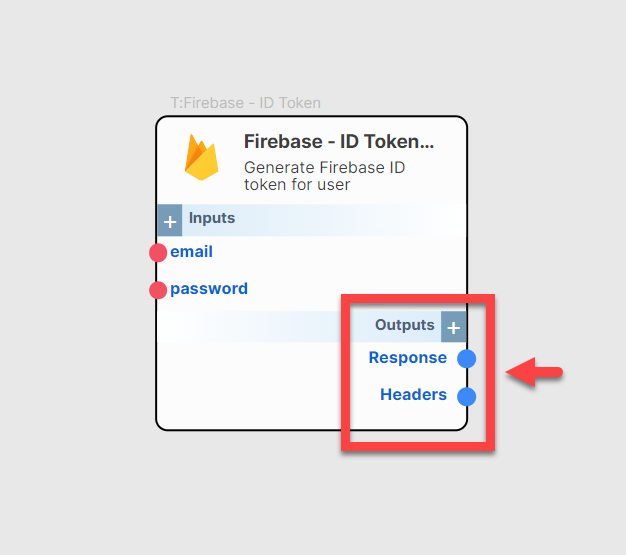 T:Firebase - ID Token
Firebase - ID Token...
Generate Firebase ID
token for user
+ Inputs
email
password
Outputs +
Response
Headers